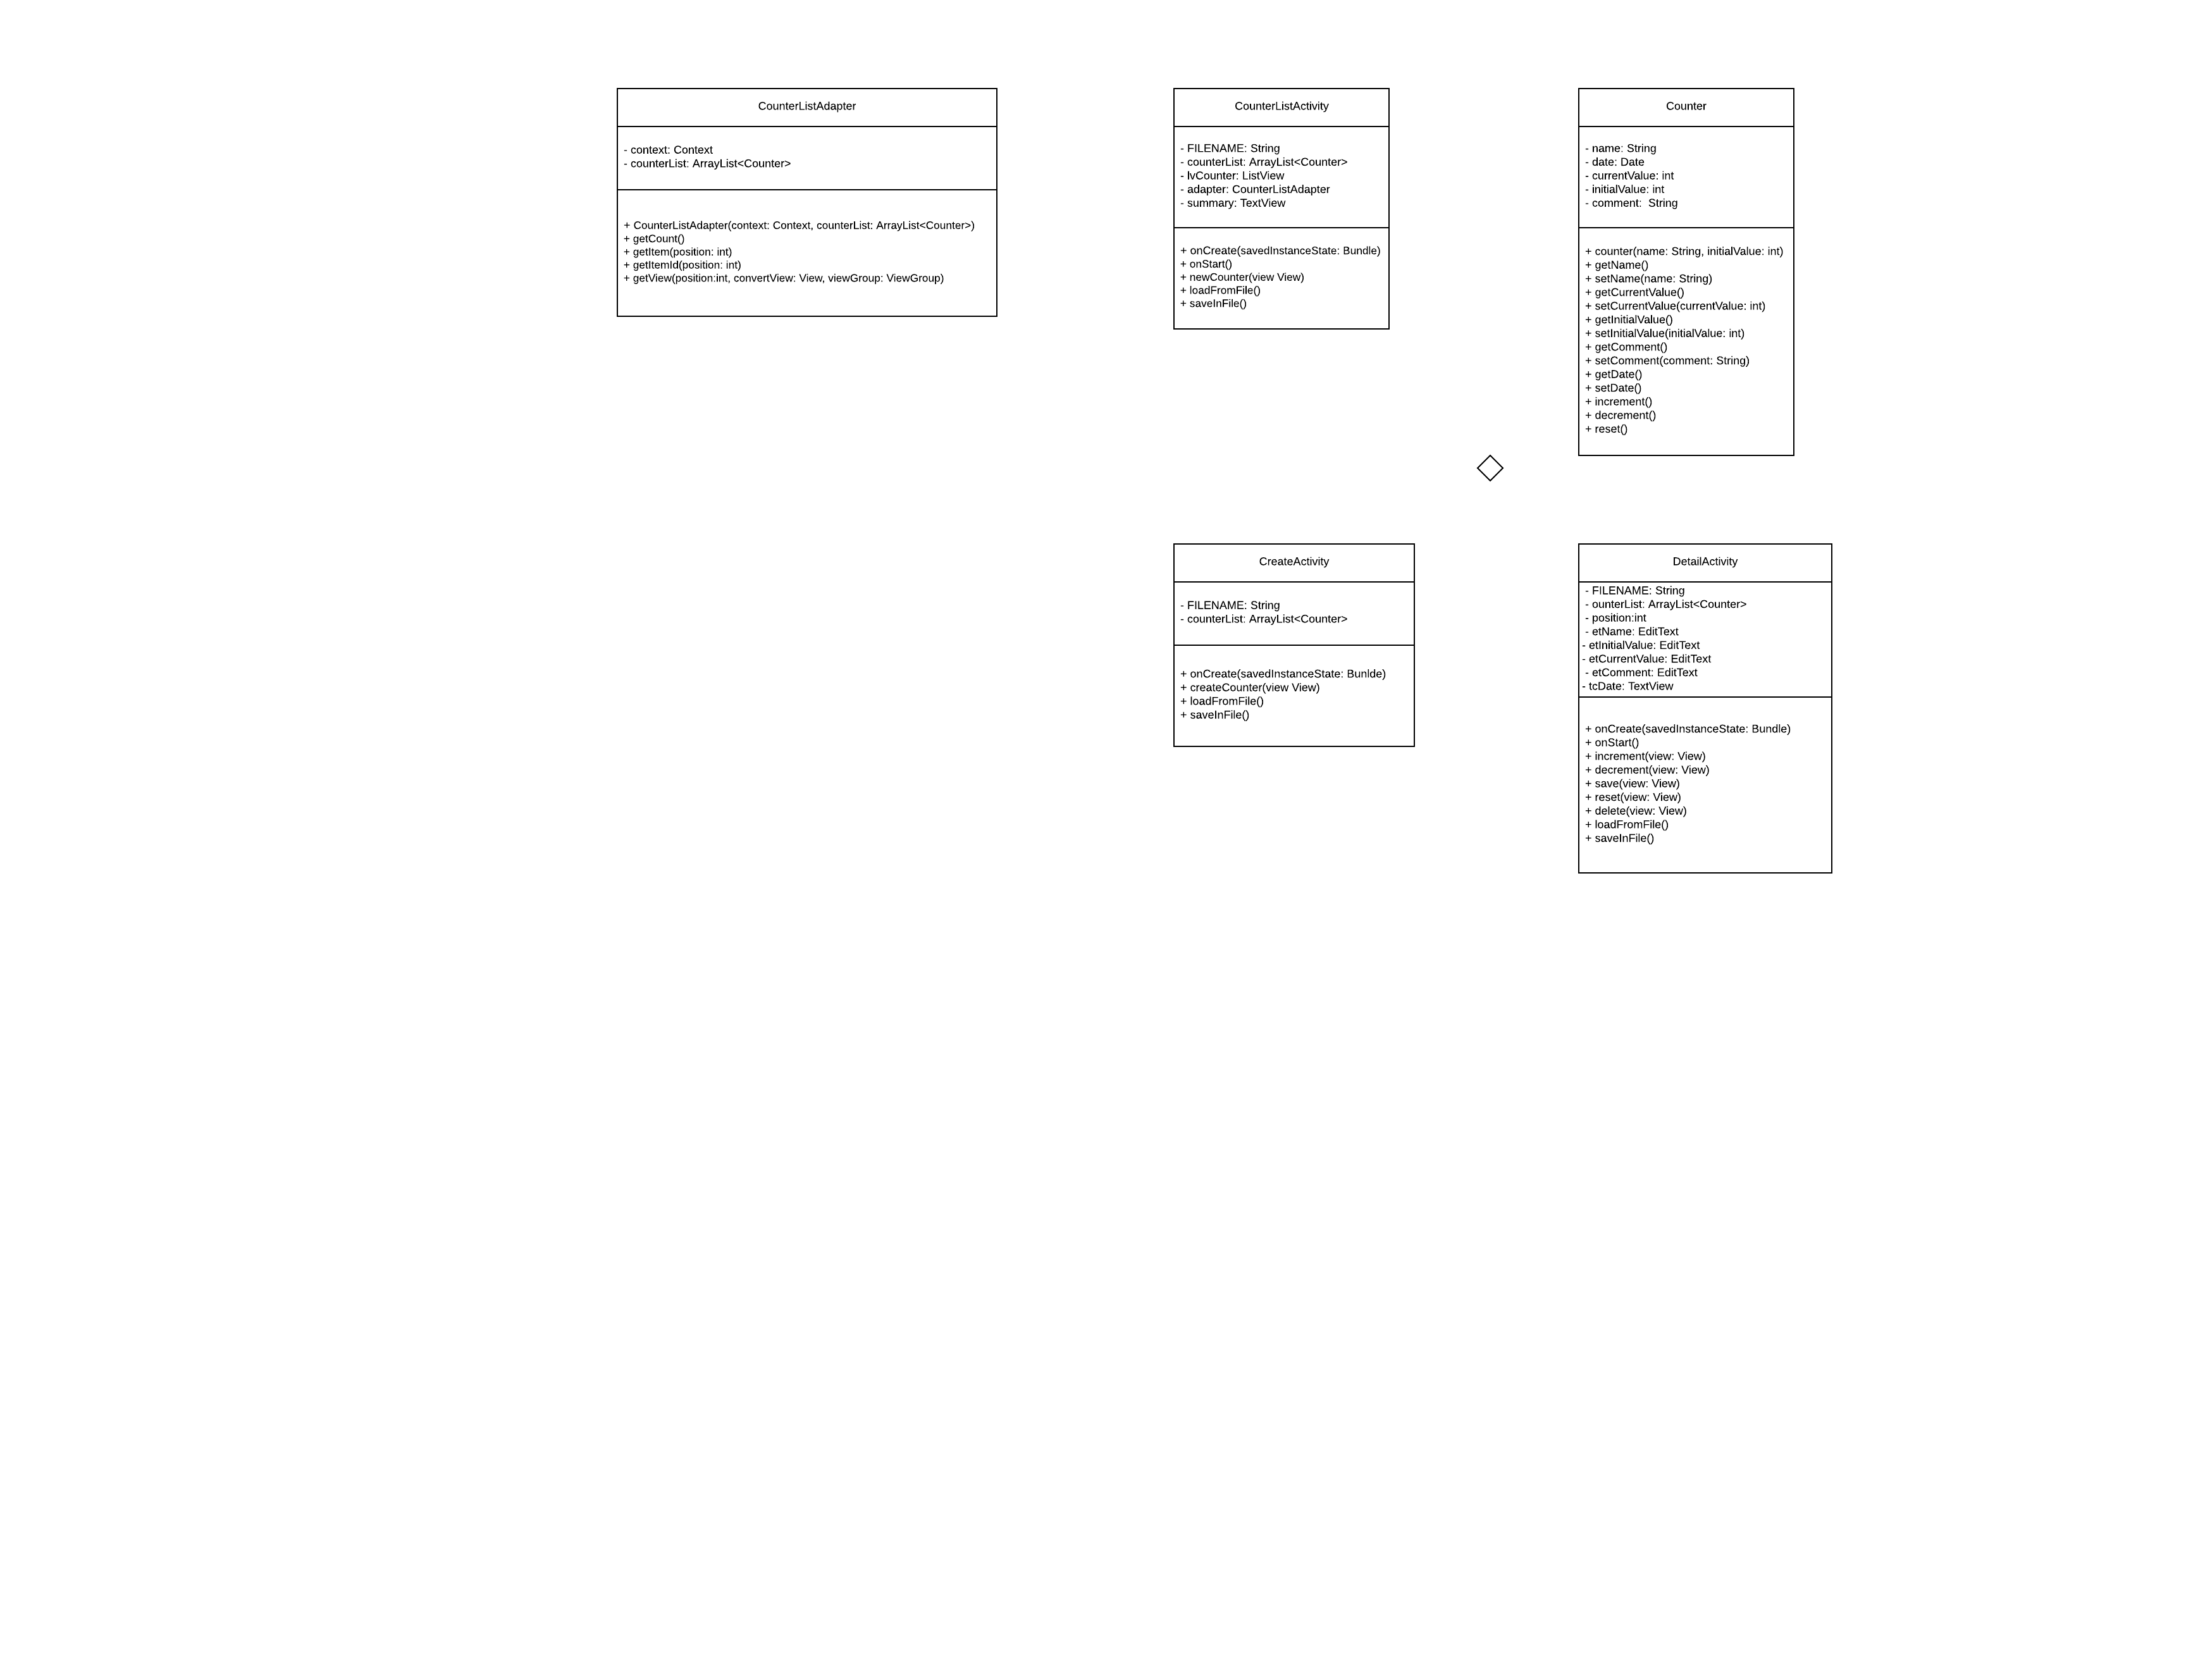 CounterListAdapter
- context: Context
- counterList: ArrayList<Counter>
+ CounterListAdapter(context: Context, counterList: ArrayList<Counter>)
+ getCount()
+ getItem(position: int)
+ getItemId(position: int)
+ getView(position:int, convertView: View, viewGroup: ViewGroup)
CounterListActivity
- FILENAME: String
- counterList: ArrayList<Counter>
- lvCounter: ListView
- adapter: CounterListAdapter
- summary: TextView
+ onCreate(savedInstanceState: Bundle)
+ onStart()
+ newCounter(view View)
+ loadFromFile()
+ saveInFile()
Counter
- name: String
- date: Date
- currentValue: int
- initialValue: int
- comment:  String
+ counter(name: String, initialValue: int)
+ getName()
+ setName(name: String)
+ getCurrentValue()
+ setCurrentValue(currentValue: int)
+ getInitialValue()
+ setInitialValue(initialValue: int)
+ getComment()
+ setComment(comment: String)
+ getDate()
+ setDate()
+ increment()
+ decrement()
+ reset()
CreateActivity
- FILENAME: String
- counterList: ArrayList<Counter>
+ onCreate(savedInstanceState: Bunlde)
+ createCounter(view View)
+ loadFromFile()
+ saveInFile()
DetailActivity
- FILENAME: String
- ounterList: ArrayList<Counter>
- position:int
- etName: EditText
- etInitialValue: EditText
- etCurrentValue: EditText
- etComment: EditText
- tcDate: TextView
+ onCreate(savedInstanceState: Bundle)
+ onStart()
+ increment(view: View)
+ decrement(view: View)
+ save(view: View)
+ reset(view: View)
+ delete(view: View)
+ loadFromFile()
+ saveInFile()